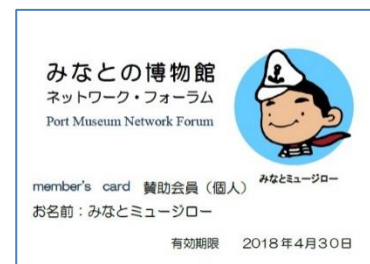 みなとの博物館
ネットワーク・フォーラム
Port Museum Network Forum
みなとミュージロー
member's card 賛助会員（個人）
お名前：みなとミュージロー
有効期限 2018年4月30日